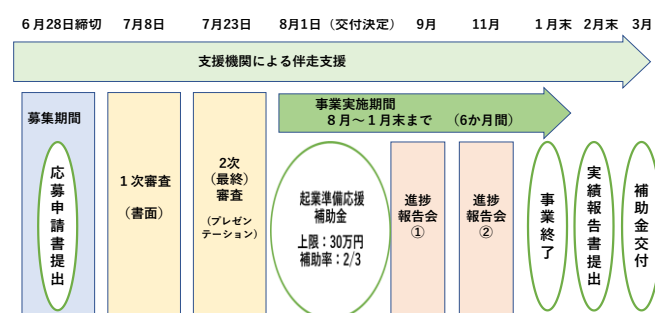 6月28日締切
7月8日
7月23日
8月1日（交付決定）
9月
11月
1月末
2月末
3月
支援機関による伴走支援
事業実施期間
8月～1月末まで　（6か月間）
募集期間
応募申請書提出
1次審査
（書面）
2次
（最終）
審査
（プレゼン
テーション）
起業準備応援
補助金
上限：30万円
補助率：2/3
進捗
報告会
①
進捗
報告会
②
事業終了
実績報告書提出
補助金交付